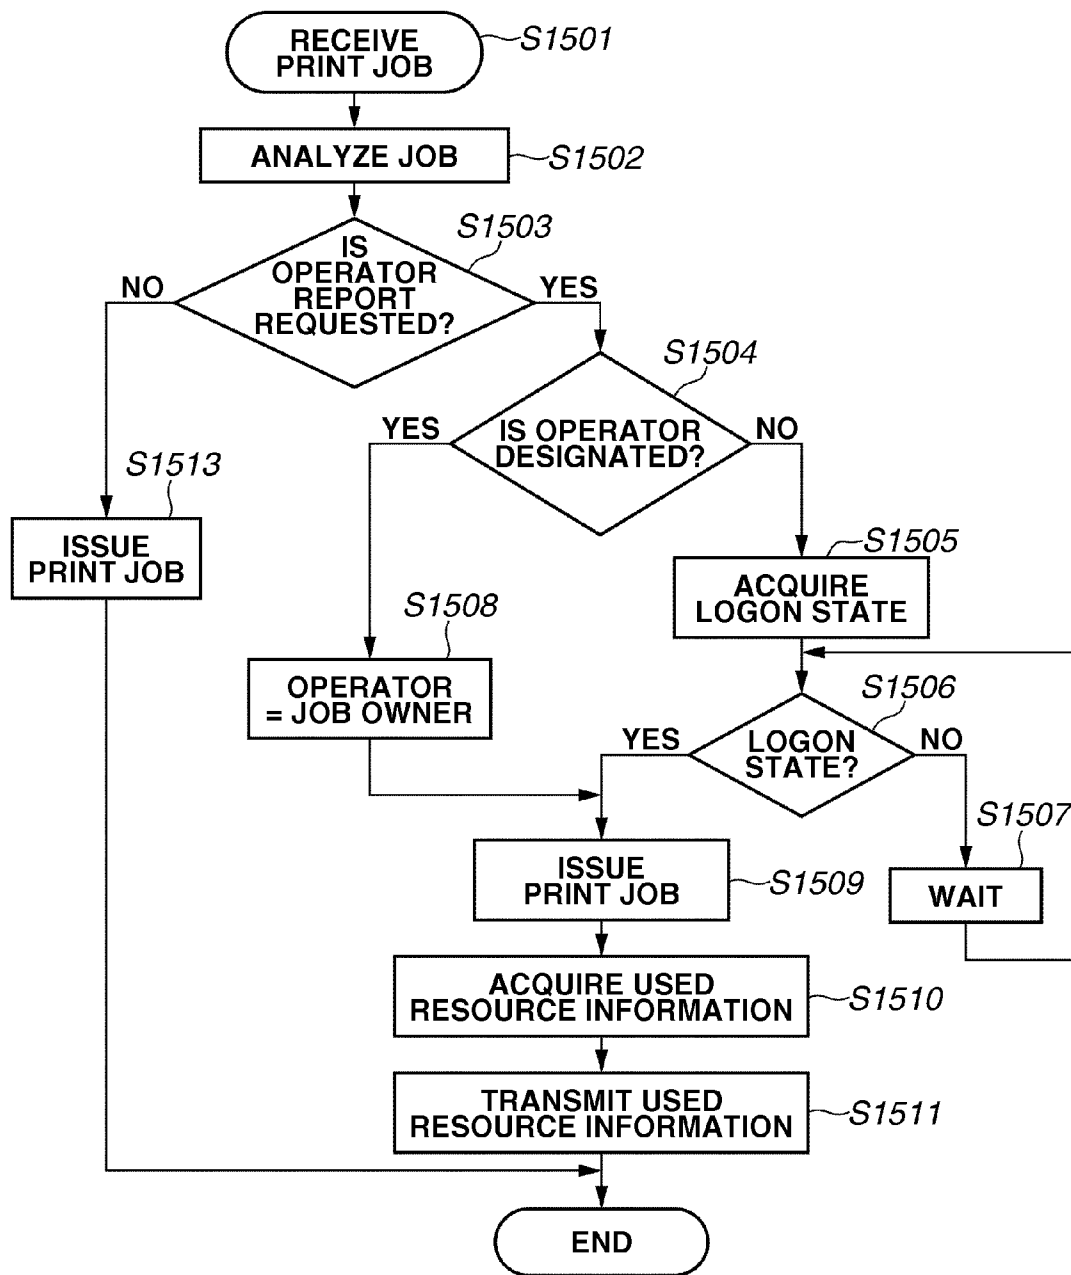 RECEIVE
PRINT JOB
S1501
ANALYZE JOB
S1502
S1503
IS
OPERATOR
REPORT
REQUESTED?
NO
YES
S1504
IS OPERATOR
DESIGNATED?
YES
NO
S1513
ISSUE
PRINT JOB
S1505
ACQUIRE
LOGON STATE
S1508
OPERATOR
= JOB OWNER
S1506
LOGON
STATE?
YES
NO
S1507
WAIT
ISSUE
PRINT JOB
S1509
ACQUIRE USED
RESOURCE INFORMATION
S1510
TRANSMIT USED
RESOURCE INFORMATION
S1511
END